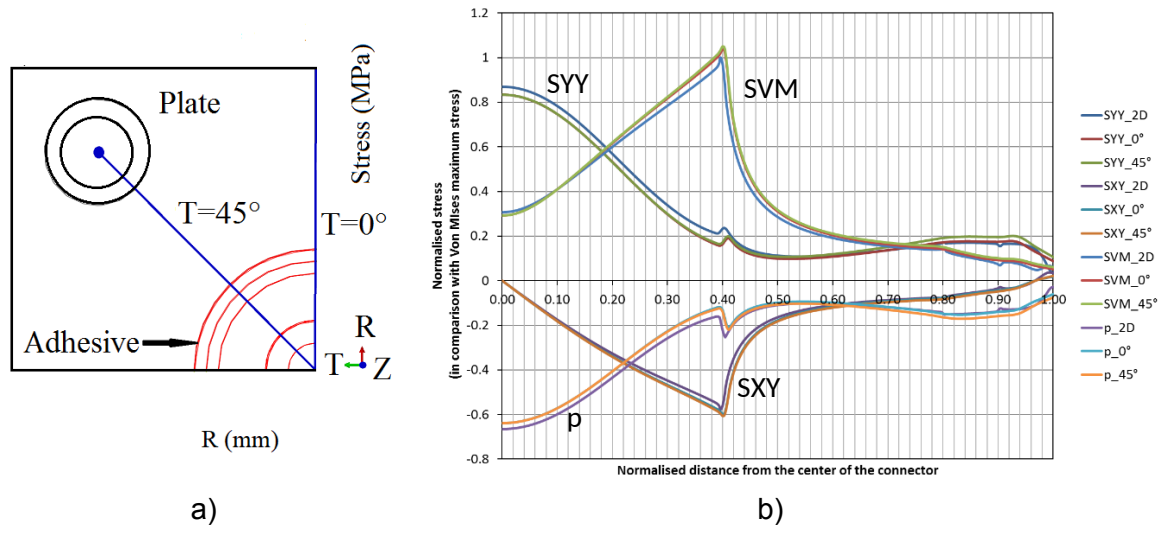 Plate
T=45°
T=0°
Adhesive
R
T
Z
R (mm)
Stress (MPa)
a)
Normalised stress
(in comparison with Von MIses maximum stress)
1.2
1
0.8
0.6
0.4
0.2
0
-0.2
-0.4
-0.6
-0.8
0.00
0.10
0.20
0.30
0.40
0.50
0.60
0.70
0.80
0.90
1.00
SYY
SVM
SXY
p
Normalised distance from the center of the connector
SYY_2D
SYY_0°
SYY_45°
SXY_2D
SXY_0°
SXY_45°
SVM_2D
SVM_0°
SVM_45°
p_2D
p_0°
p_45°
b)